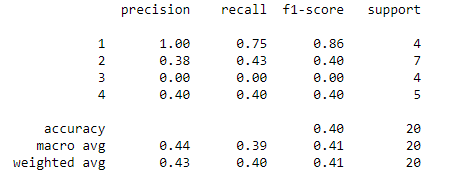 precision recall f1-score support
1 1.00 0.75 0.86 4
2 0.38 0.43 0.40 7
3 0.00 0.00 0.00 4
4 0.40 0.40 0.40 5
accuracy 0.40 20
macro avg 0.44 0.39 0.41 20
weighted avg 0.43 0.40 0.41 20